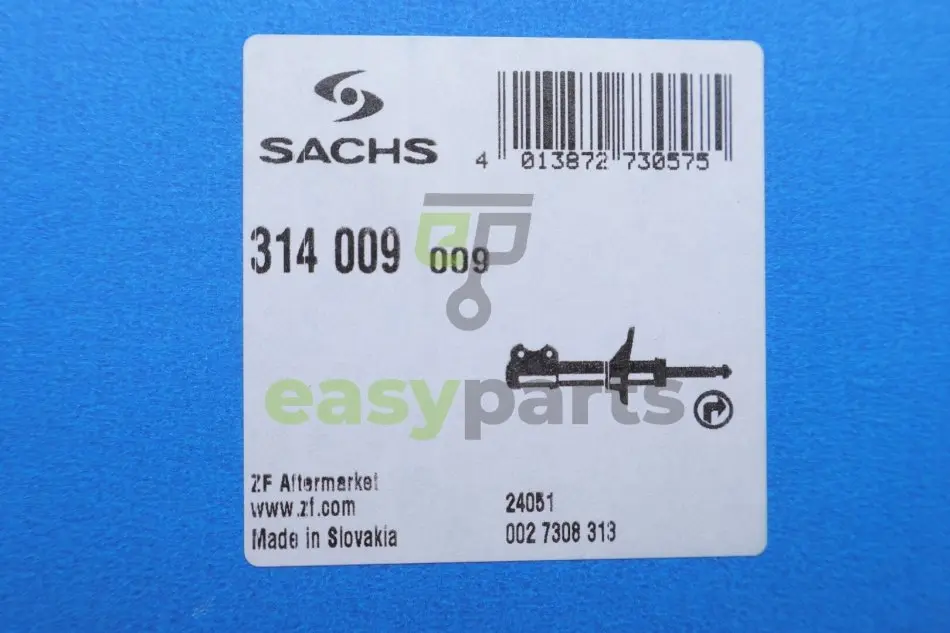 SACHS
4 013872 730575
314 009 009
easyparts
ZF Aftermarket
www.zf.com
Made in Slovakia
24051
002 7308 313